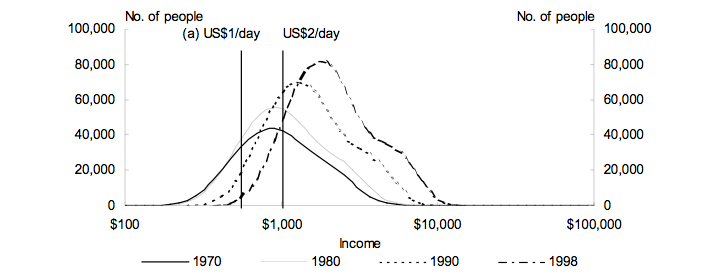 No. of people No. of people
(a) US$1/day US$2/day
100,000 100,000
80,000 80,000
60,000 60,000
40,000 40,000
20,000 20,000
0 0
$100 $1,000 $10,000 $100,000
Income
1970 1980 1990 1998